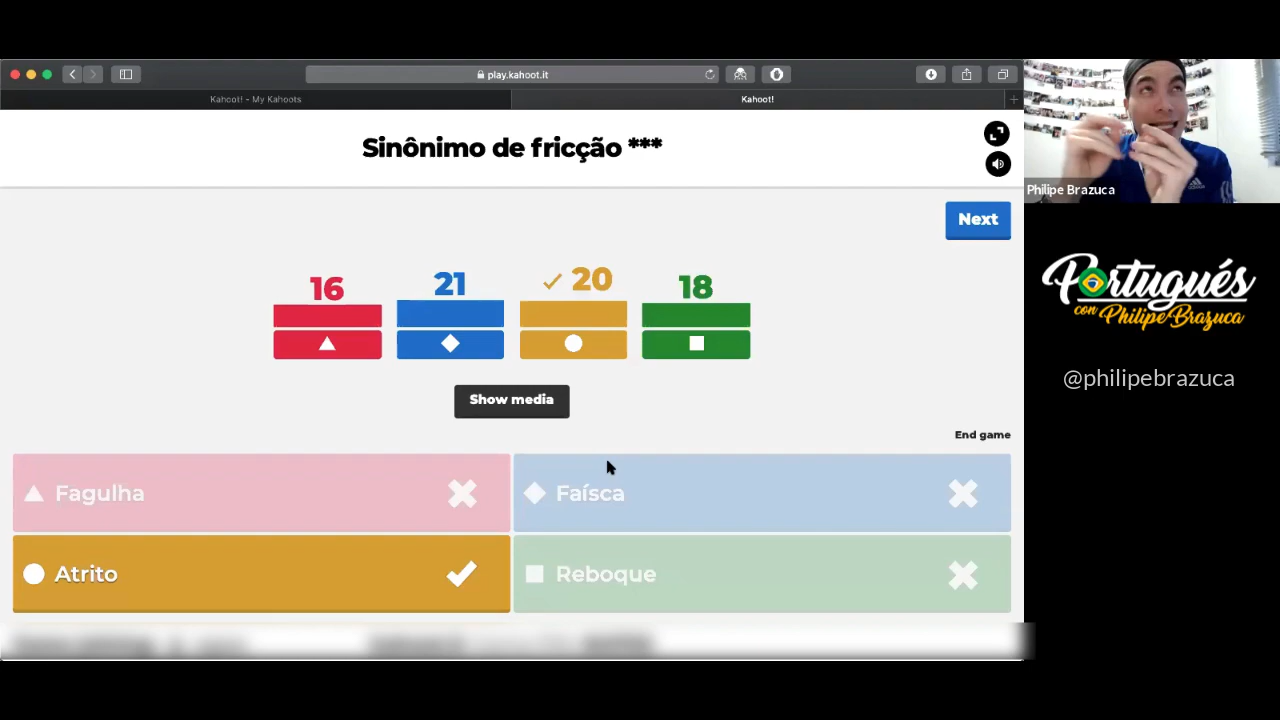 play.kahoot.it
Kahoot! - My Kahoots
Kahoot!
Sinônimo de fricção ***
Philipe Brazuca
Next
16
21
20
18
Show media
End game
Fagulha
Faísca
Atrito
Reboque
Portugués
con Philipe Brazuca
@philipebrazuca